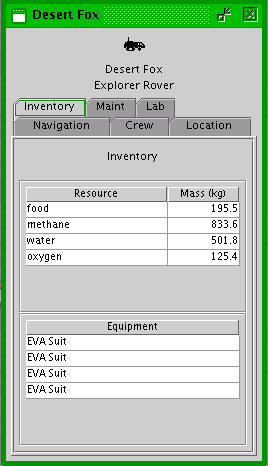 Desert Fox
Desert Fox
Explorer Rover
Inventory Maint Lab
Navigation Crew Location
Inventory
Resource Mass (kg)
food 195.5
methane 833.6
water 501.8
oxygen 125.4
Equipment
EVA Suit
EVA Suit
EVA Suit
EVA Suit